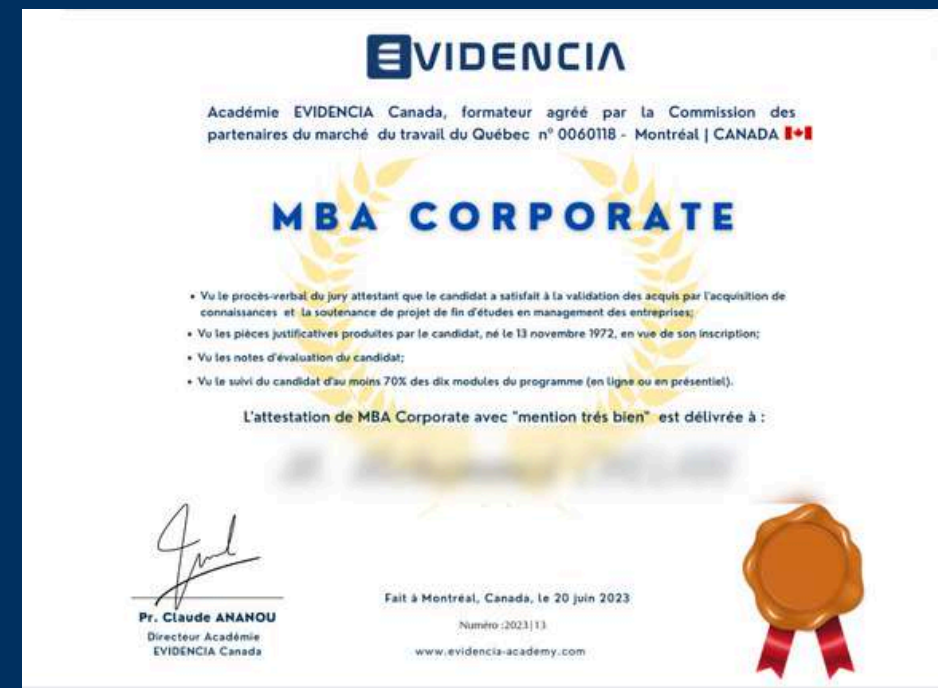 EVIDENCIA
Académie EVIDENCIA Canada, formateur agréé par la Commission des
partenaires du marché du travail du Québec n° 0060118 - Montréal | CANADA
MBA CORPORATE
• Vu le procès-verbal du jury attestant que le candidat a satisfait à la validation des acquis par l'acquisition de
connaissances et la soutenance de projet de fin d'études en management des entreprises;
• Vu les pièces justificatives produites par le candidat, né le 13 novembre 1972, en vue de son inscription;
• Vu les notes d'évaluation du candidat;
• Vu le suivi du candidat d'au moins 70% des dix modules du programme (en ligne ou en présentiel).
L'attestation de MBA Corporate avec "mention trés bien" est délivrée à :
Pr. Claude ANANOU
Directeur Académie
EVIDENCIA Canada
Fait à Montréal, Canada, le 20 juin 2023
Numéro :2023|13
www.evidencia-academy.com